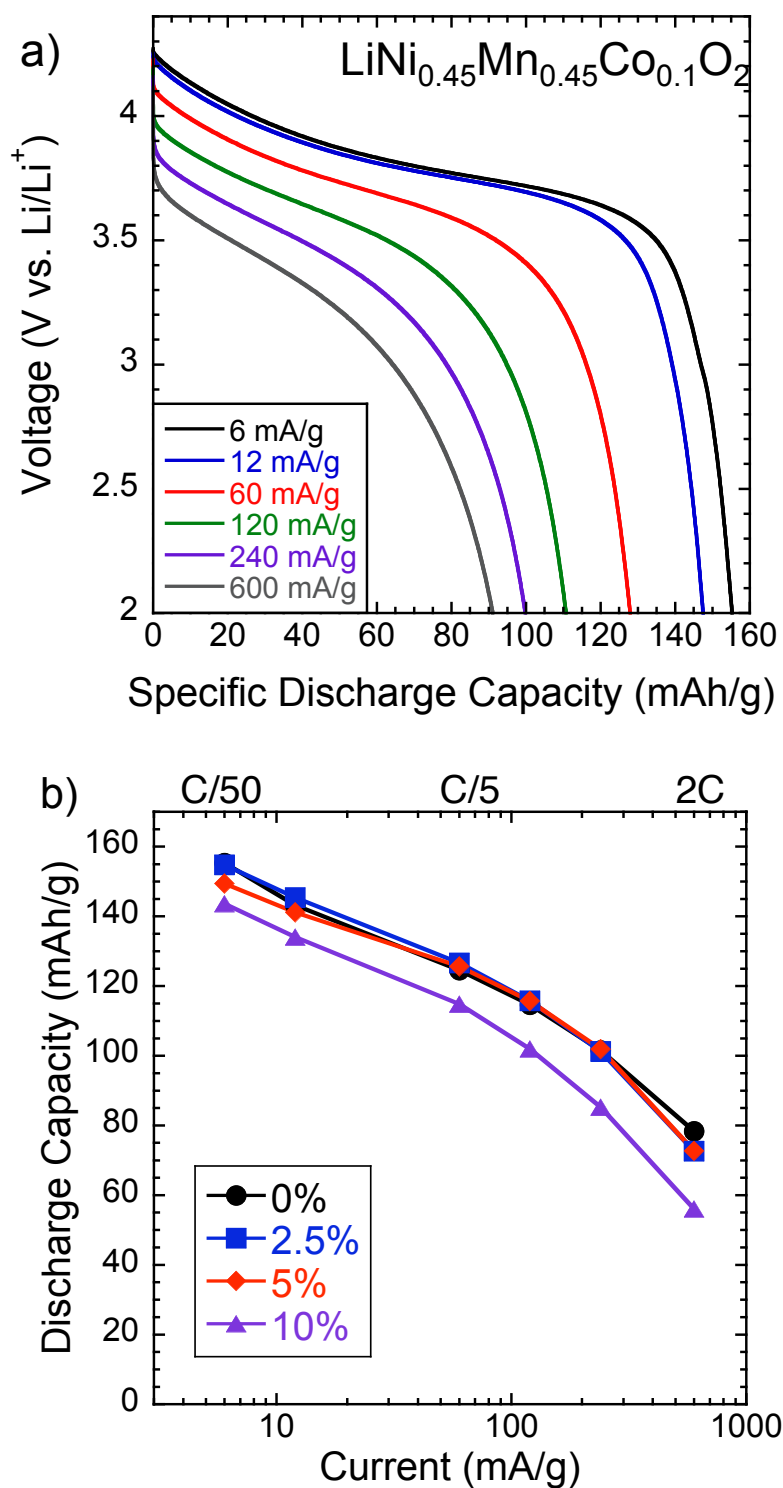 a)
LiNi0.45Mn0.45Co0.1O2
Voltage (V vs. Li/Li+)
4
3.5
3
2.5
2
6 mA/g
12 mA/g
60 mA/g
120 mA/g
240 mA/g
600 mA/g
0 20 40 60 80 100 120 140 160
Specific Discharge Capacity (mAh/g)
b)
C/50 C/5 2C
Discharge Capacity (mAh/g)
160
140
120
100
80
60
40
20
0
0%
2.5%
5%
10%
10 100 1000
Current (mA/g)